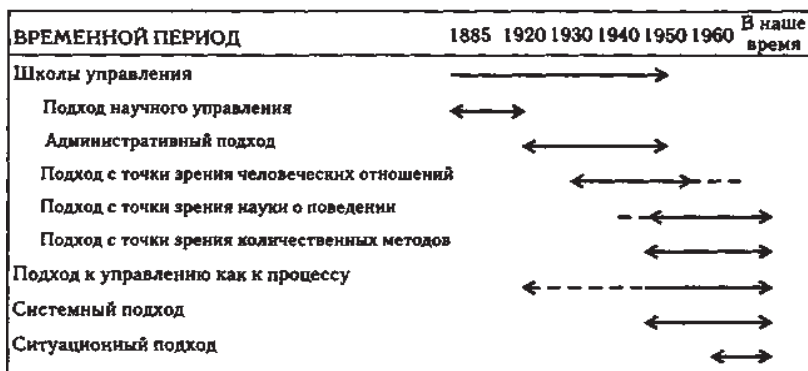 ВРЕМЕННОЙ ПЕРИОД 1885 1920 1930 1940 1950 1960 В наше время
Школы управления
Подход научного управления
Административный подход
Подход с точки зрения человеческих отношений
Подход с точки зрения науки о поведении
Подход с точки зрения количественных методов
Подход к управлению как к процессу
Системный подход
Ситуационный подход